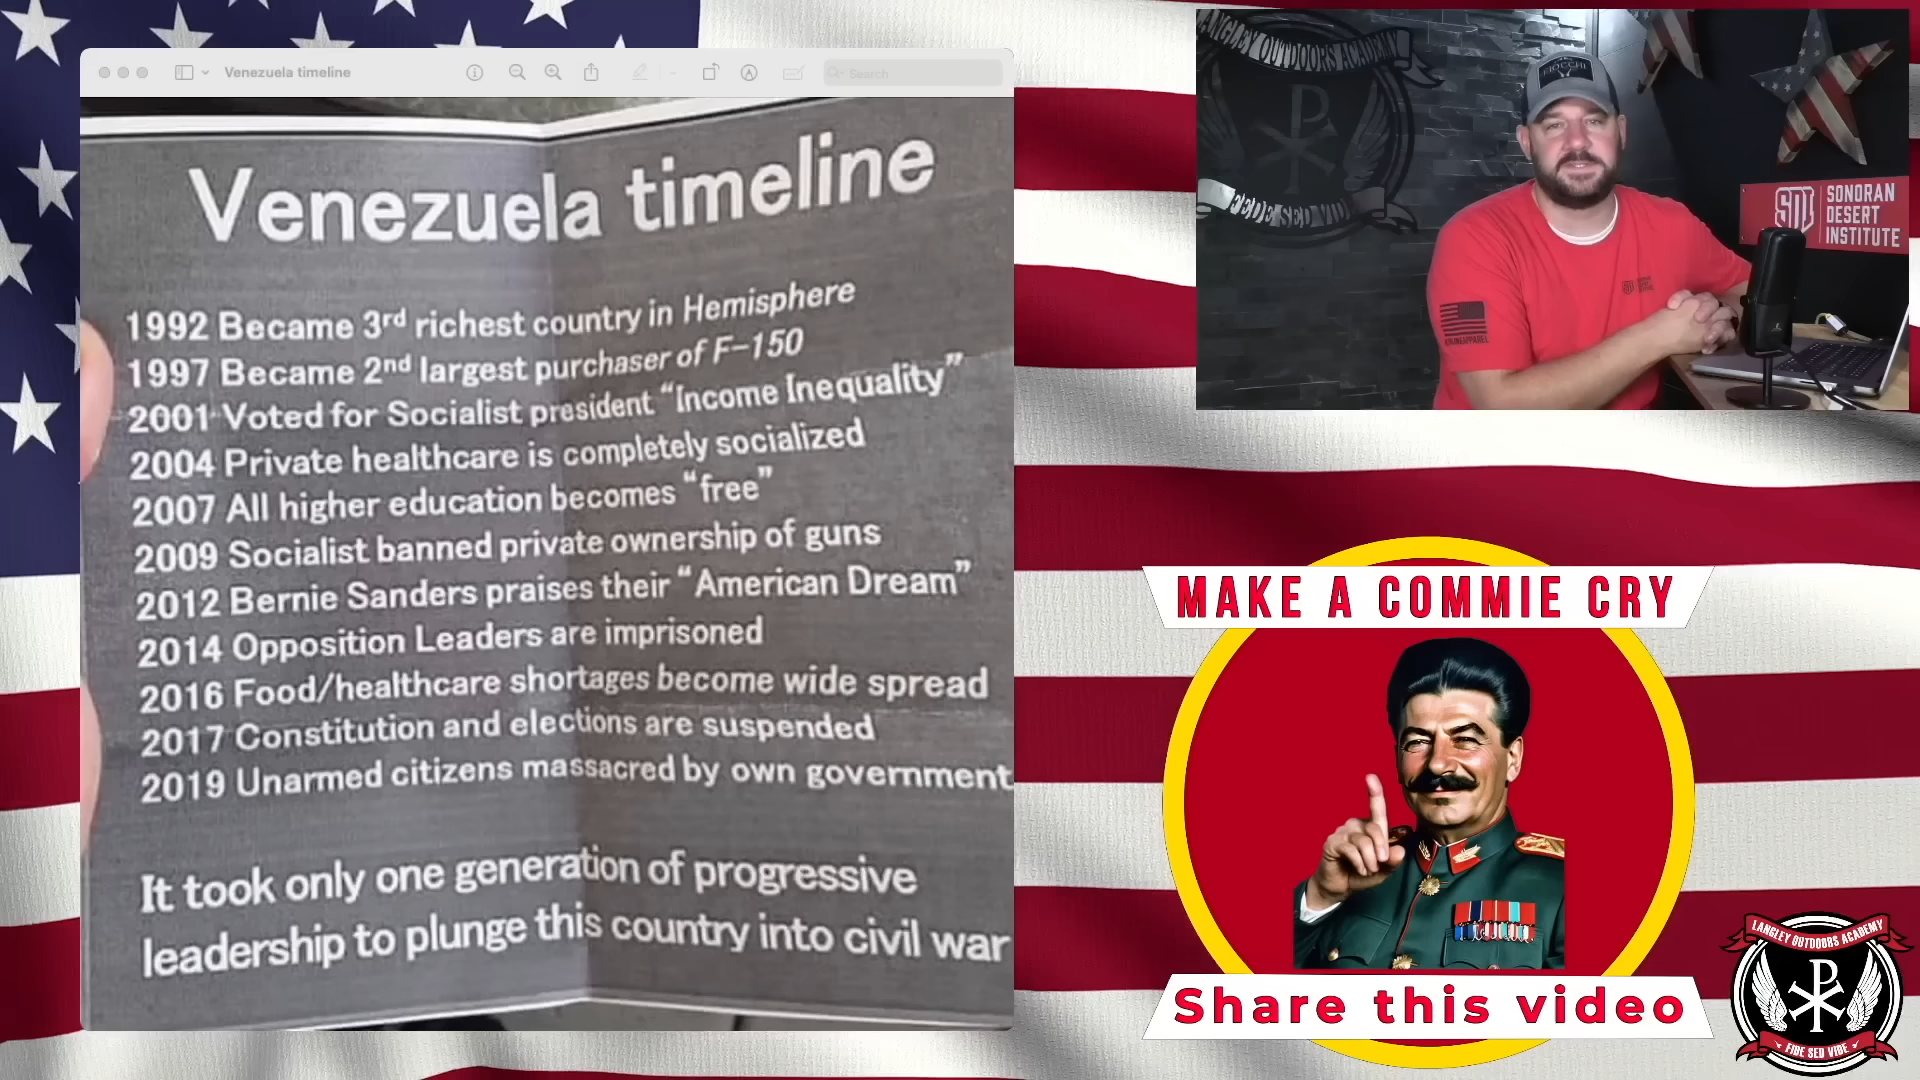 Venezuela timeline
Search
Venezuela timeline
1992 Became 3rd richest country in Hemisphere
1997 Became 2nd largest purchaser of F-150
2001 Voted for Socialist president “Income Inequality”
2004 Private healthcare is completely socialized
2007 All higher education becomes “free”
2009 Socialist banned private ownership of guns
2012 Bernie Sanders praises their “American Dream”
2014 Opposition Leaders are imprisoned
2016 Food/healthcare shortages become wide spread
2017 Constitution and elections are suspended
2019 Unarmed citizens massacred by own government
It took only one generation of progressive
leadership to plunge this country into civil war
LANGLEY OUTDOORS ACADEMY
FIOCCHI
SDI
SONORAN
DESERT
INSTITUTE
MAKE A COMMIE CRY
Share this video
LANGLEY OUTDOORS ACADEMY
FIDE SED VIDE